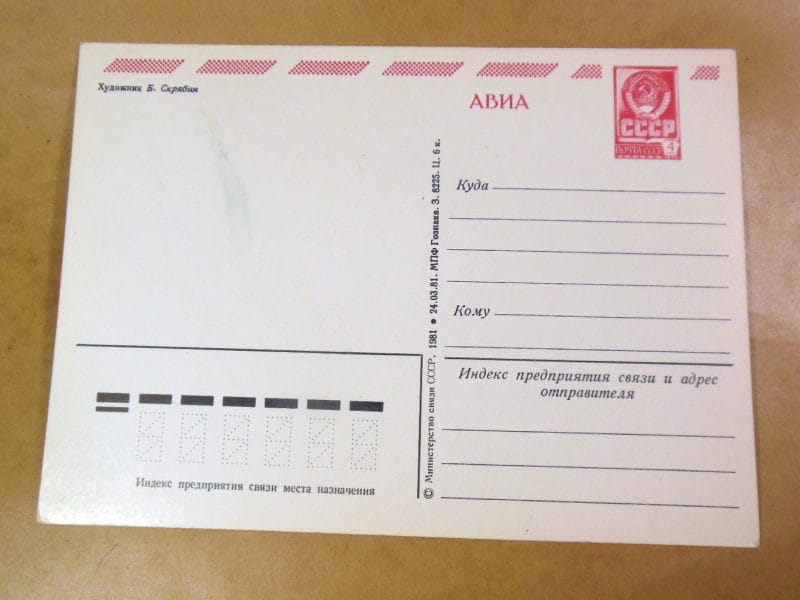 Художник Б. Скрябин
АВИА
СССР
ПОЧТА СССР 4
Куда
Кому
Индекс предприятия связи и адрес
отправителя
© Министерство связи СССР. 1981 • 24.03.81. МПФ Гознака. З. 8225. Ц. 6 к.
Индекс предприятия связи места назначения